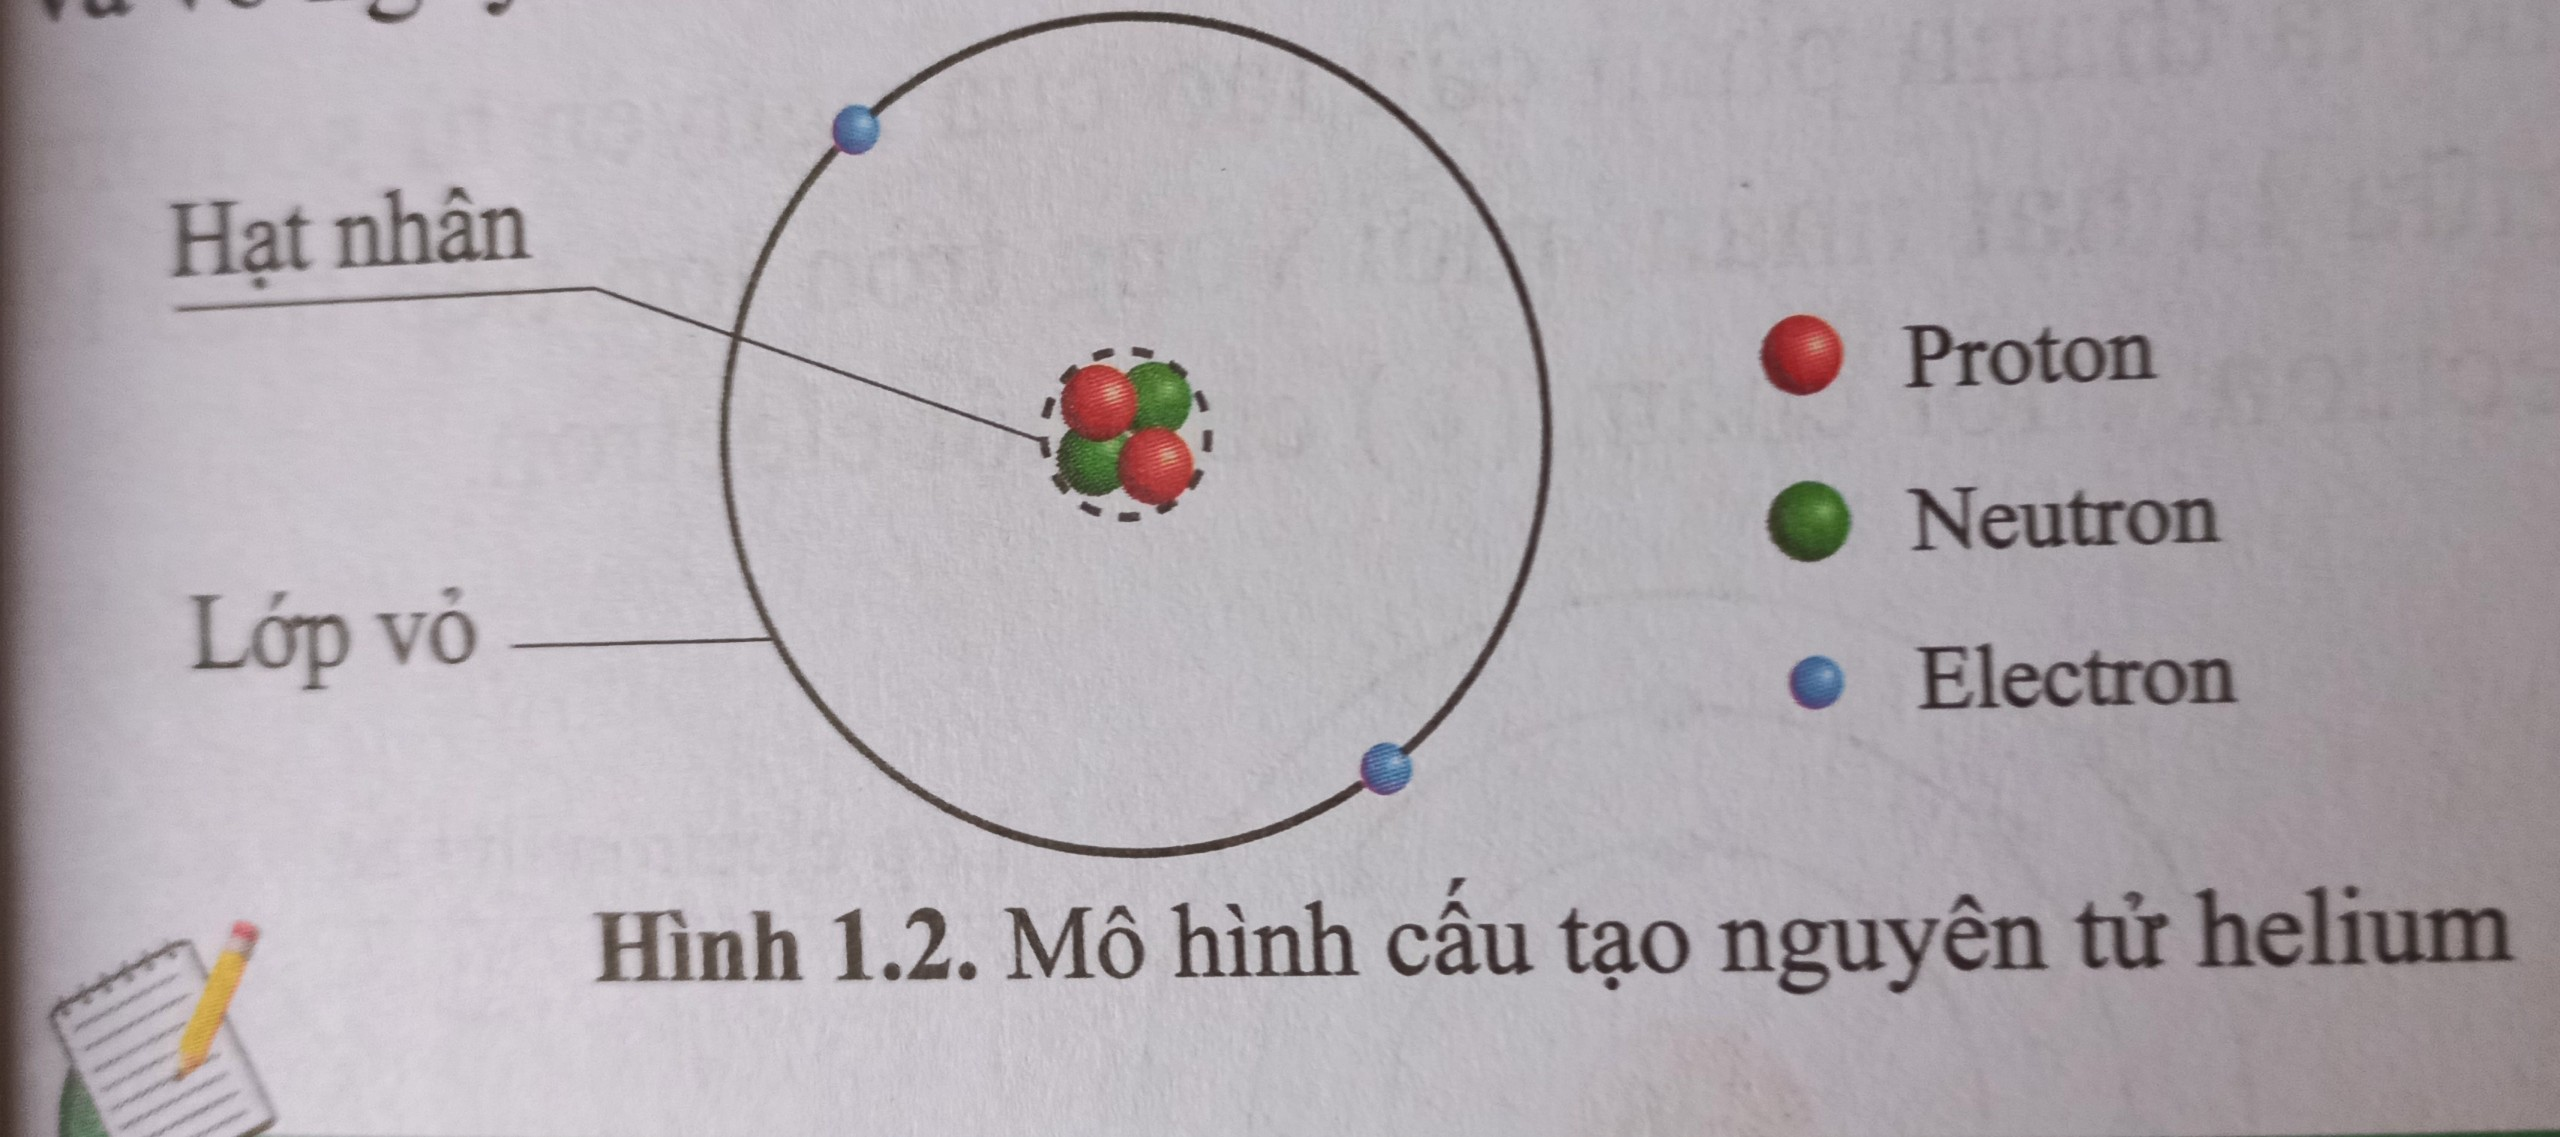 Hạt nhân
Lớp vỏ
Proton
Neutron
Electron
Hình 1.2. Mô hình cấu tạo nguyên tử helium